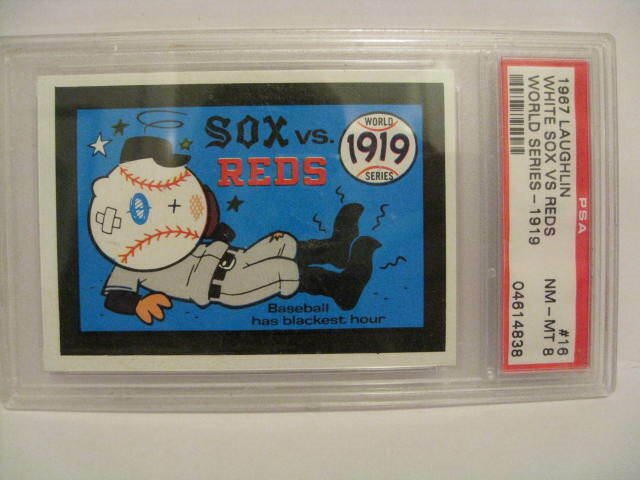 SOX vs.
REDS
WORLD
1919
SERIES
Baseball
has blackest hour
PSA
1967 LAUGHLIN #16
WHITE SOX VS REDS NM-MT 8
WORLD SERIES-1919 04614838